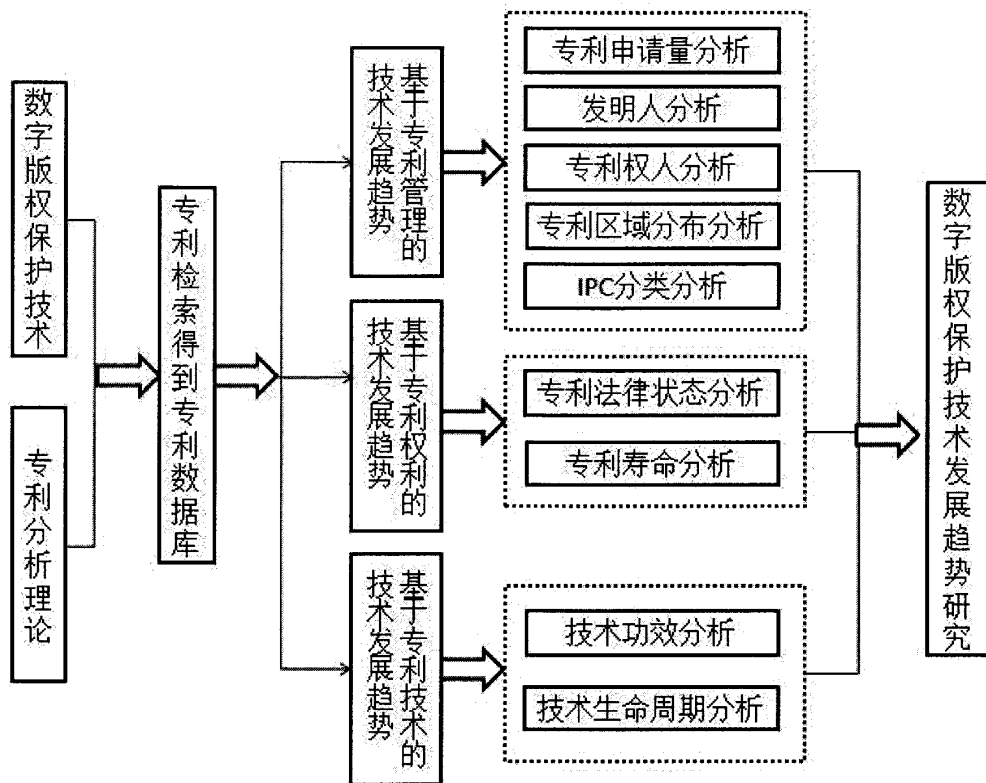 数字版权保护技术
专利分析理论
专利检索得到专利数据库
基于专利管理的
技术发展趋势
专利申请量分析
发明人分析
专利权人分析
专利区域分布分析
IPC分类分析
基于专利权利的
技术发展趋势
专利法律状态分析
专利寿命分析
基于专利技术的
技术发展趋势
技术功效分析
技术生命周期分析
数字版权保护技术发展趋势研究